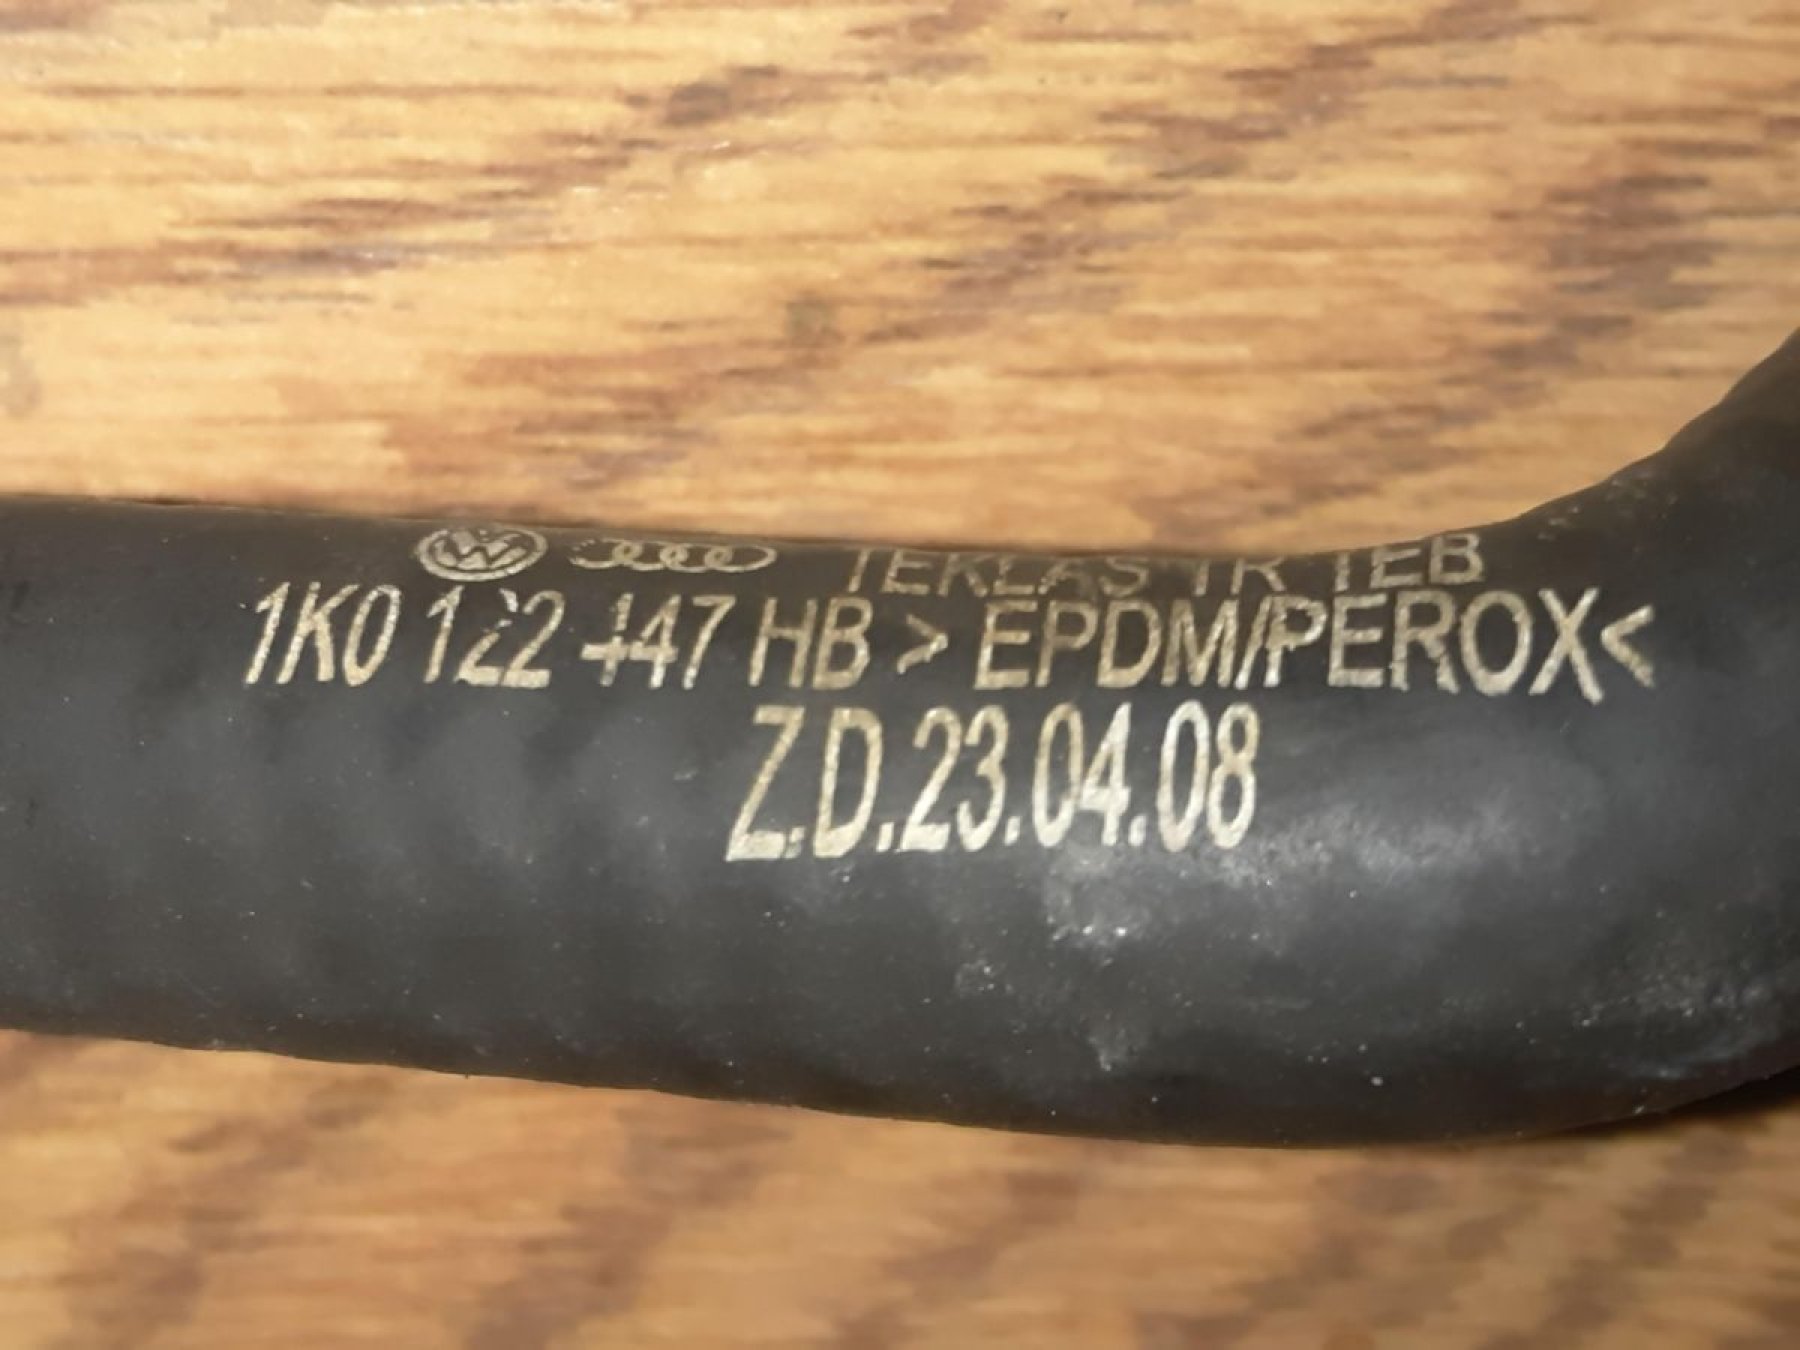 TEKLAS TR TEB
1K0 122 447 HB >EPDM/PEROX<
Z.D.23.04.08